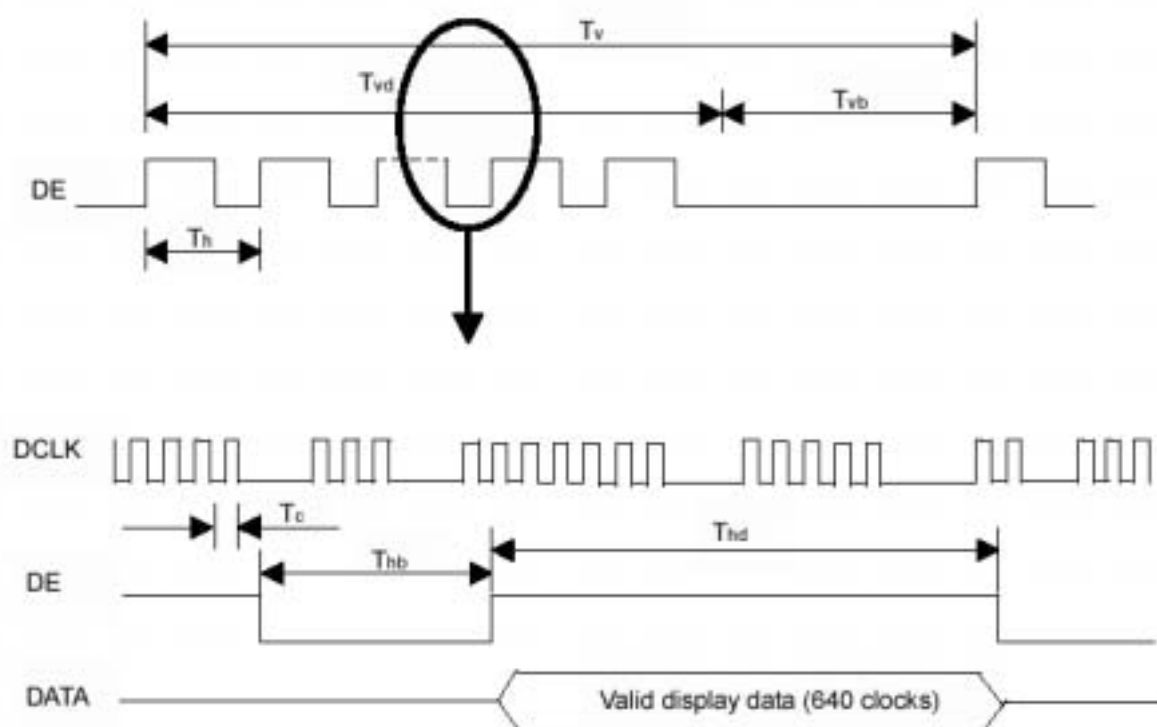 Tv
Tvd
Tvb
DE
Th
DCLK
Tc
Thb
Thd
DE
DATA
Valid display data (640 clocks)